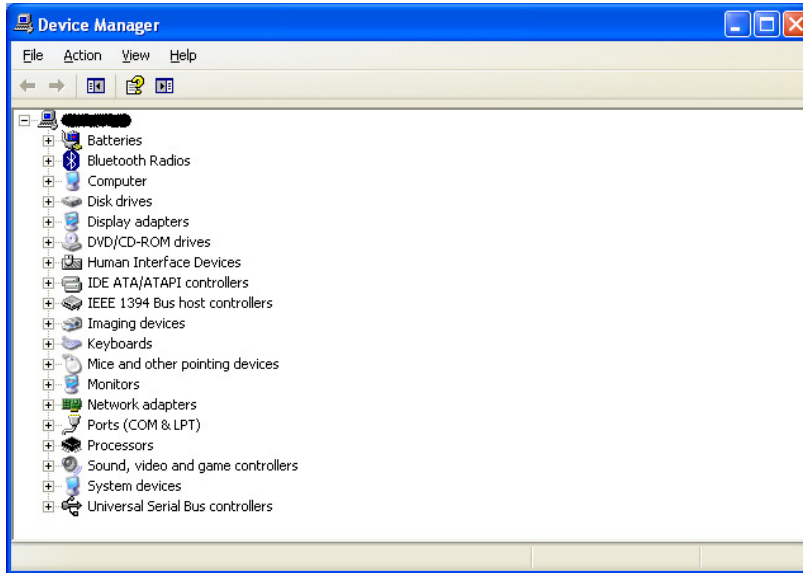 Device Manager
File Action View Help
Batteries
Bluetooth Radios
Computer
Disk drives
Display adapters
DVD/CD-ROM drives
Human Interface Devices
IDE ATA/ATAPI controllers
IEEE 1394 Bus host controllers
Imaging devices
Keyboards
Mice and other pointing devices
Monitors
Network adapters
Ports (COM & LPT)
Processors
Sound, video and game controllers
System devices
Universal Serial Bus controllers